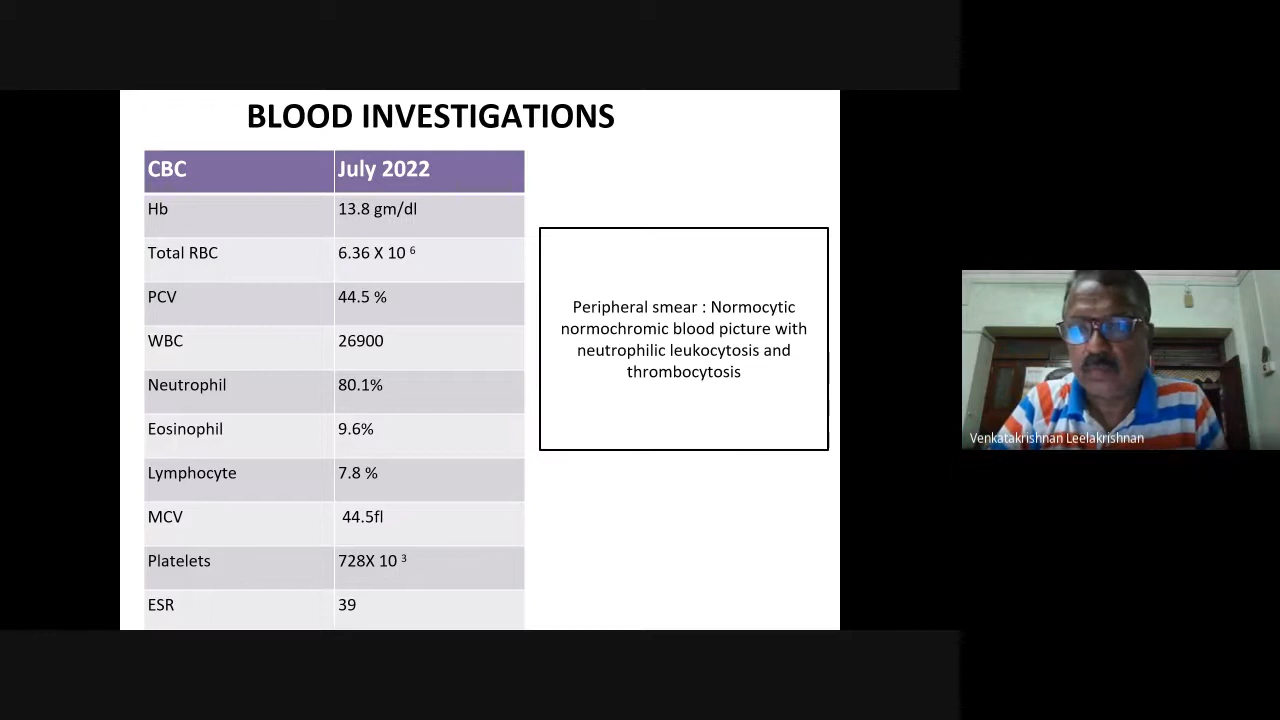 BLOOD INVESTIGATIONS
CBC July 2022
Hb 13.8 gm/dl
Total RBC 6.36 X 10 ⁶
PCV 44.5 %
WBC 26900
Neutrophil 80.1%
Eosinophil 9.6%
Lymphocyte 7.8 %
MCV 44.5fl
Platelets 728X 10 ³
ESR 39
Peripheral smear : Normocytic
normochromic blood picture with
neutrophilic leukocytosis and
thrombocytosis
Venkatakrishnan Leelakrishnan